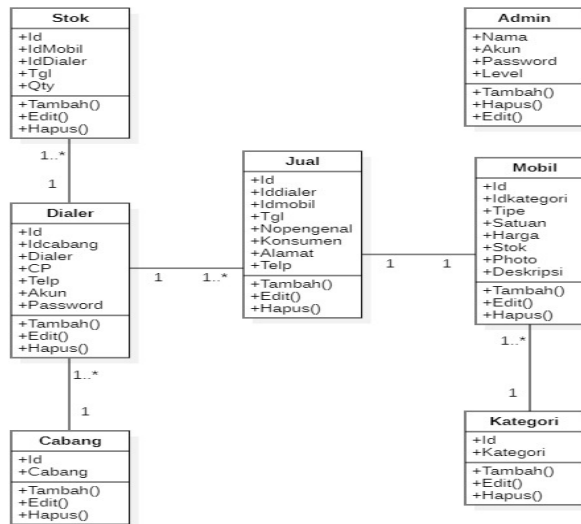 Stok
+Id
+IdMobil
+IdDialer
+Tgl
+Qty
+Tambah()
+Edit()
+Hapus()
1..*
1
Dialer
+Id
+Idcabang
+Dialer
+CP
+Telp
+Akun
+Password
+Tambah()
+Edit()
+Hapus()
1..*
1
Cabang
+Id
+Cabang
+Tambah()
+Edit()
+Hapus()
1
1..*
Jual
+Id
+Iddialer
+Idmobil
+Tgl
+Nopengenal
+Konsumen
+Alamat
+Telp
+Tambah()
+Edit()
+Hapus()
1
1
Admin
+Nama
+Akun
+Password
+Level
+Tambah()
+Hapus()
+Edit()
Mobil
+Id
+Idkategori
+Tipe
+Satuan
+Harga
+Stok
+Photo
+Deskripsi
+Tambah()
+Edit()
+Hapus()
1..*
1
Kategori
+Id
+Kategori
+Tambah()
+Edit()
+Hapus()